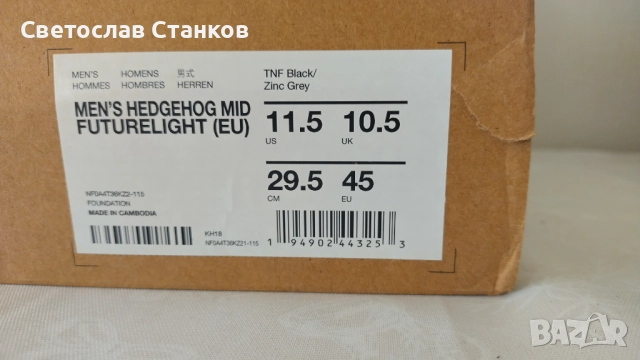 Светослав Станков
MEN'S HOMENS 男式
HOMMES HOMBRES HERREN
MEN'S HEDGEHOG MID
FUTURELIGHT (EU)
NF0A4T36KZ2-115
FOUNDATION
MADE IN CAMBODIA
KH18
TNF Black/
Zinc Grey
11.5 10.5
US UK
29.5 45
CM EU
1 94902 44325 3
NF0A4T36KZ21-115
BAZAR